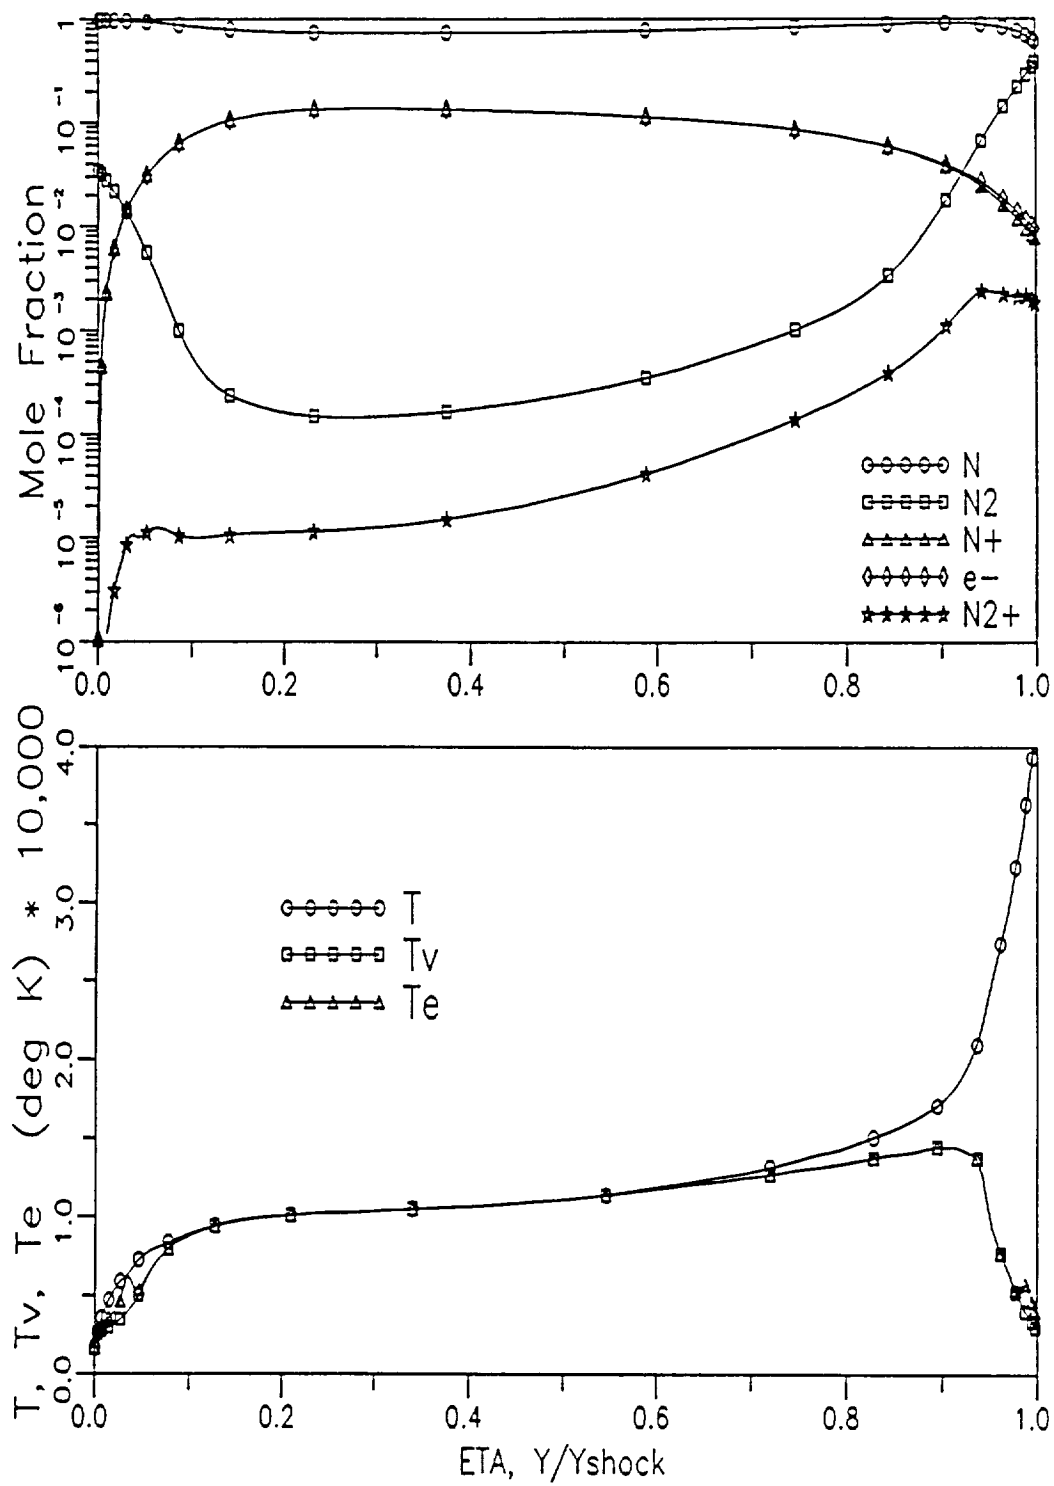 Mole Fraction
1
10⁻¹
10⁻²
10⁻³
10⁻⁴
10⁻⁵
10⁻⁶
N
N2
N+
e-
N2+
0.0 0.2 0.4 0.6 0.8 1.0
T, Tv, Te (deg K) * 10,000
4.0
3.0
2.0
1.0
0.0
T
Tv
Te
0.0 0.2 0.4 0.6 0.8 1.0
ETA, Y/Yshock